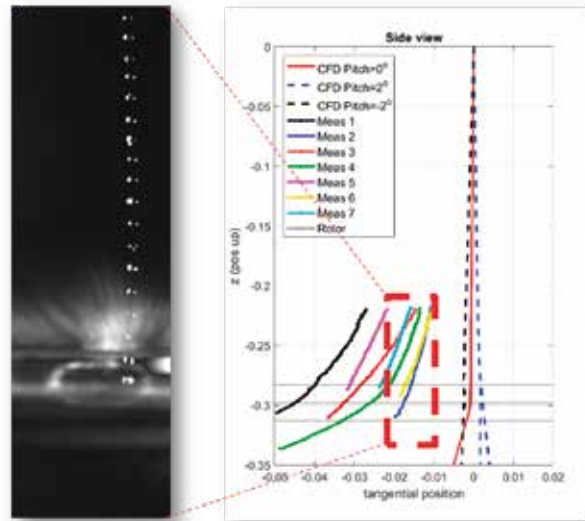 Side view
CFD Pitch=0°
CFD Pitch=2°
CFD Pitch=-2°
Meas 1
Meas 2
Meas 3
Meas 4
Meas 5
Meas 6
Meas 7
Rotor
0
-0.05
-0.1
-0.15
-0.2
-0.25
-0.3
-0.35
z (pos up)
-0.05 -0.04 -0.03 -0.02 -0.01 0 0.01 0.02
tangential position